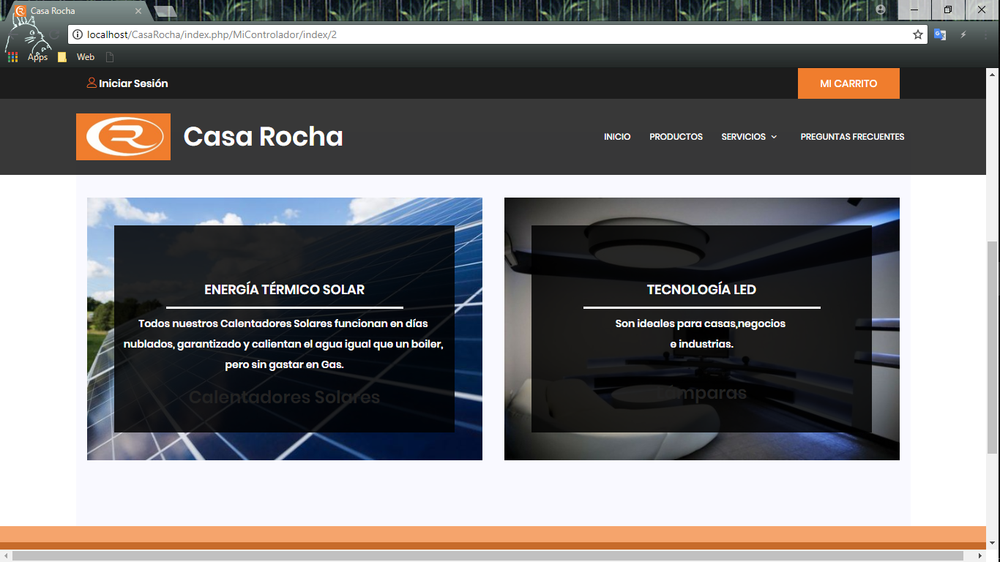 Casa Rocha
localhost/CasaRocha/index.php/MiControlador/index/2
Apps
Web
Iniciar Sesión
MI CARRITO
Casa Rocha
INICIO
PRODUCTOS
SERVICIOS
PREGUNTAS FRECUENTES
ENERGÍA TÉRMICO SOLAR
Todos nuestros Calentadores Solares funcionan en días
nublados, garantizado y calientan el agua igual que un boiler,
pero sin gastar en Gas.
Calentadores Solares
TECNOLOGÍA LED
Son ideales para casas,negocios
e industrias.
Lámparas